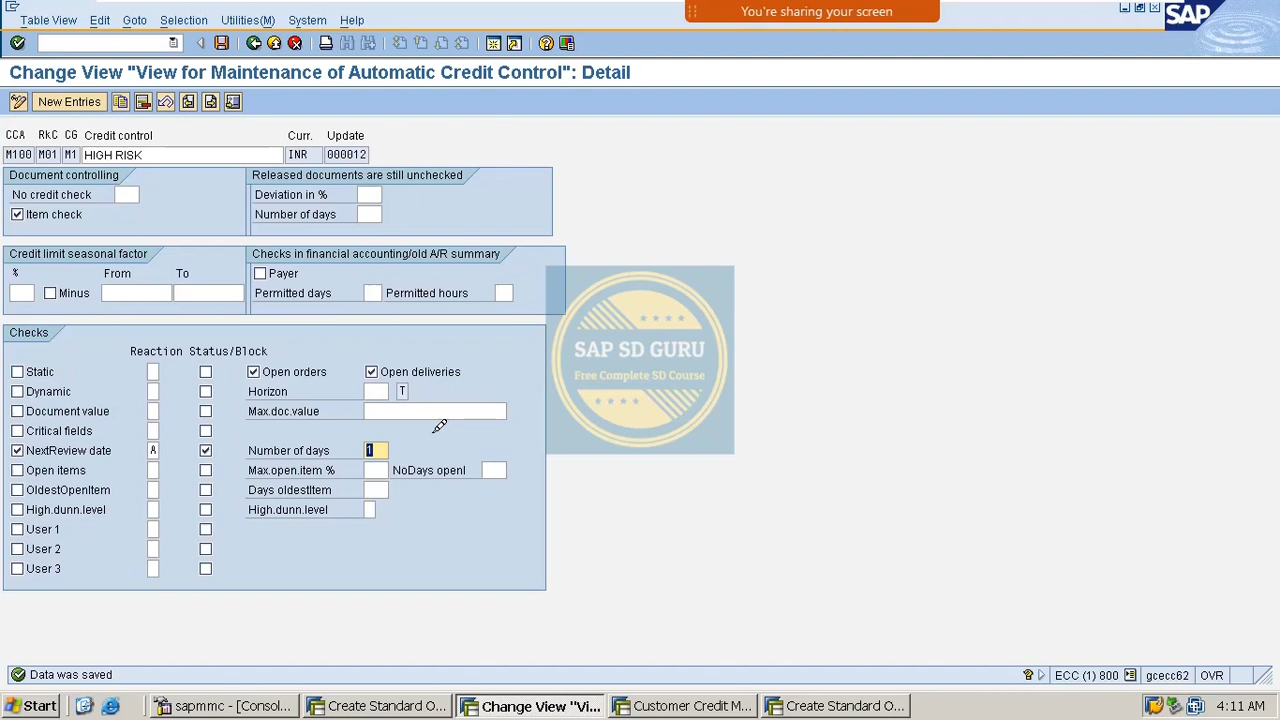 You're sharing your screen
Table View Edit Goto Selection Utilities(M) System Help
SAP
Change View "View for Maintenance of Automatic Credit Control": Detail
New Entries
CCA RkC CG Credit control Curr. Update
M100 M01 M1 HIGH RISK INR 000012
Document controlling
Released documents are still unchecked
No credit check
Deviation in %
Item check
Number of days
Credit limit seasonal factor
Checks in financial accounting/old A/R summary
% From To
Payer
Minus
Permitted days Permitted hours
Checks
Reaction Status/Block
Static Open orders Open deliveries
Dynamic Horizon T
Document value Max.doc.value
Critical fields
NextReview date A Number of days 1
Open items Max.open.item % NoDays openI
OldestOpenItem Days oldestItem
High.dunn.level High.dunn.level
User 1
User 2
User 3
SAP SD GURU
Free Complete SD Course
Data was saved
ECC (1) 800 gcecc62 OVR
Start sapmmc - [Consol... Create Standard O... Change View "Vi... Customer Credit M... Create Standard O... 4:11 AM